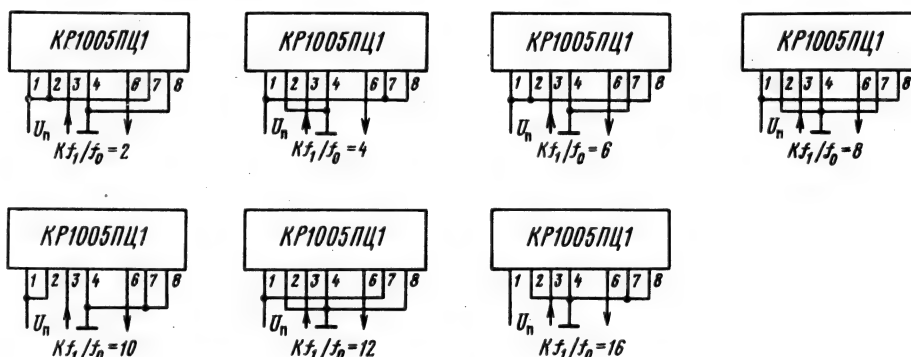 КР1005ПЦ1 КР1005ПЦ1 КР1005ПЦ1 КР1005ПЦ1
1 2 3 4 6 7 8 1 2 3 4 6 7 8 1 2 3 4 6 7 8 1 2 3 4 6 7 8
Uп Uп Uп Uп
Kf₁/f₀=2 Kf₁/f₀=4 Kf₁/f₀=6 Kf₁/f₀=8
КР1005ПЦ1 КР1005ПЦ1 КР1005ПЦ1
1 2 3 4 6 7 8 1 2 3 4 6 7 8 1 2 3 4 6 7 8
Uп Uп Uп
Kf₁/f₀=10 Kf₁/f₀=12 Kf₁/f₀=16